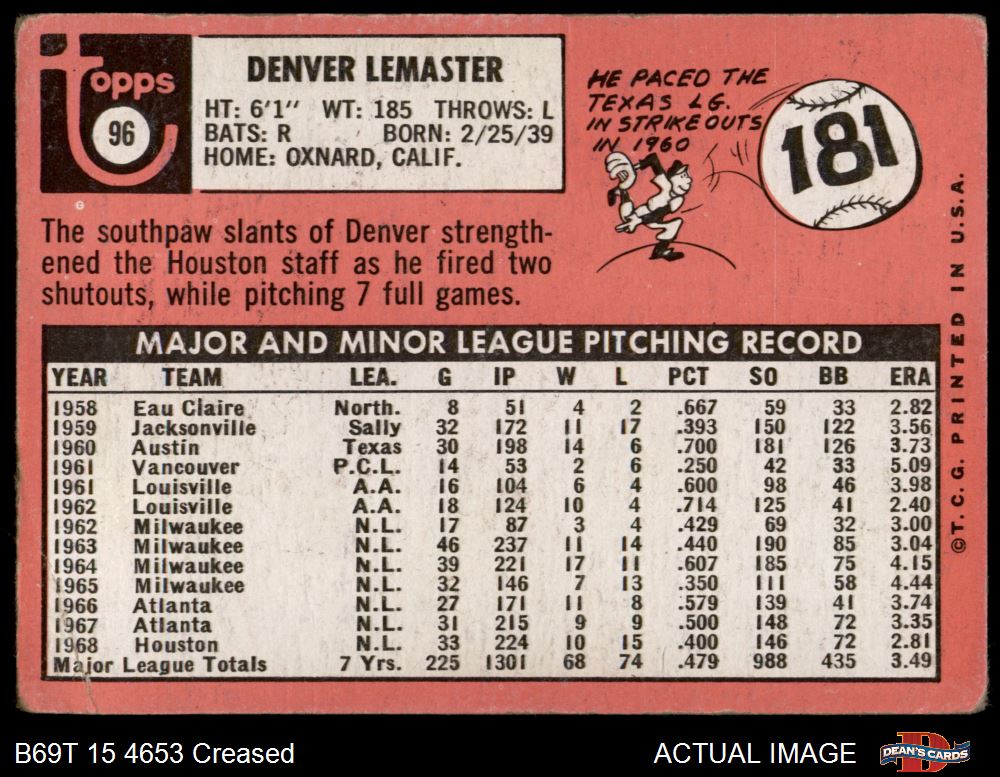 Topps
96
DENVER LEMASTER
HT: 6'1" WT: 185 THROWS: L
BATS: R BORN: 2/25/39
HOME: OXNARD, CALIF.
HE PACED THE
TEXAS LG.
IN STRIKEOUTS
IN 1960
181
G
The southpaw slants of Denver strength-
ened the Houston staff as he fired two
shutouts, while pitching 7 full games.
MAJOR AND MINOR LEAGUE PITCHING RECORD
YEAR TEAM LEA. G IP W L PCT SO BB ERA
1958 Eau Claire North. 8 51 4 2 .667 59 33 2.82
1959 Jacksonville Sally 32 172 11 17 .393 150 122 3.56
1960 Austin Texas 30 198 14 6 .700 181 126 3.73
1961 Vancouver P.C.L. 14 53 2 6 .250 42 33 5.09
1961 Louisville A.A. 16 104 6 4 .600 98 46 3.98
1962 Louisville A.A. 18 124 10 4 .714 125 41 2.40
1962 Milwaukee N.L. 17 87 3 4 .429 69 32 3.00
1963 Milwaukee N.L. 46 237 11 14 .440 190 85 3.04
1964 Milwaukee N.L. 39 221 17 11 .607 185 75 4.15
1965 Milwaukee N.L. 32 146 7 13 .350 111 58 4.44
1966 Atlanta N.L. 27 171 11 8 .579 139 41 3.74
1967 Atlanta N.L. 31 215 9 9 .500 148 72 3.35
1968 Houston N.L. 33 224 10 15 .400 146 72 2.81
Major League Totals 7 Yrs. 225 1301 68 74 .479 988 435 3.49
©T.C.G. PRINTED IN U.S.A.
B69T 15 4653 Creased
ACTUAL IMAGE
DEAN'S CARDS